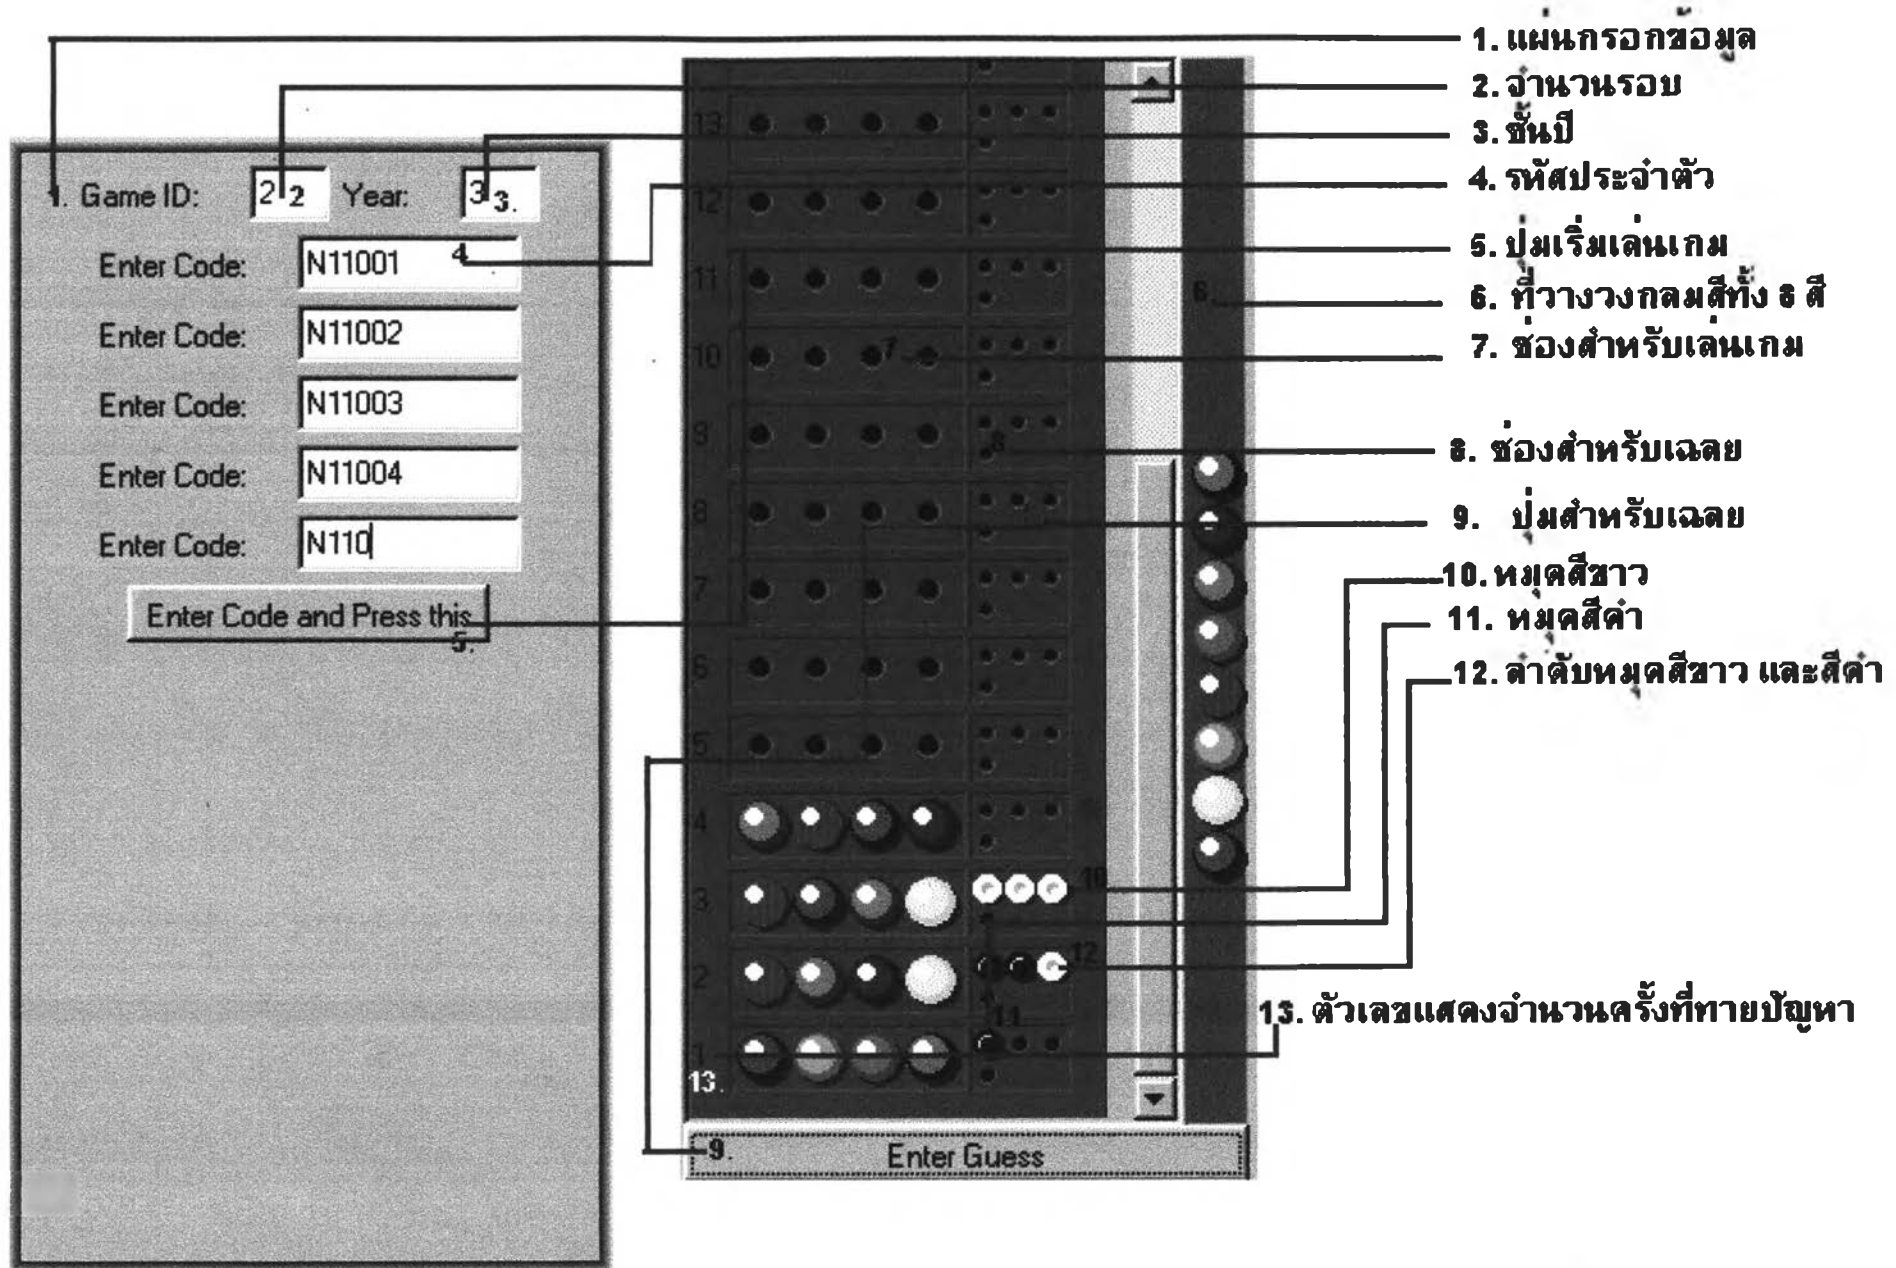 1. Game ID: 2 2 Year: 3 3.
Enter Code: N11001 4
Enter Code: N11002
Enter Code: N11003
Enter Code: N11004
Enter Code: N110
Enter Code and Press this
5.
13
12
11
10
9
8
7
6
5
4
3
2
1
13.
6.
7
8
10
12
11
9. Enter Guess
1. แผ่นกรอกข้อมูล
2. จำนวนรอบ
3. ชั้นปี
4. รหัสประจำตัว
5. ปุ่มเริ่มเล่นเกม
6. ที่วางวงกลมสีทั้ง 8 สี
7. ช่องสำหรับเล่นเกม
8. ช่องสำหรับเฉลย
9. ปุ่มสำหรับเฉลย
10. หมุดสีขาว
11. หมุดสีดำ
12. ลำดับหมุดสีขาว และสีดำ
13. ตัวเลขแสดงจำนวนครั้งที่ทายปัญหา